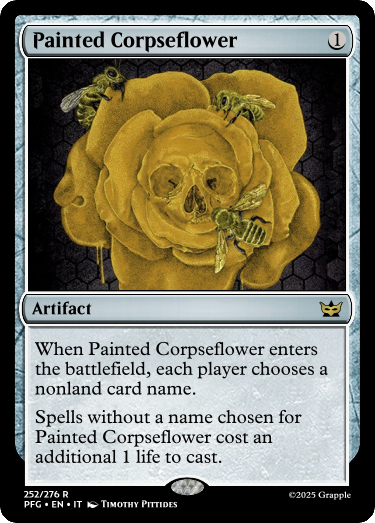 Painted Corpseflower 1
Artifact
When Painted Corpseflower enters
the battlefield, each player chooses a
nonland card name.
Spells without a name chosen for
Painted Corpseflower cost an
additional 1 life to cast.
252/276 R
PFG • EN • IT Timothy Pittides
©2025 Grapple